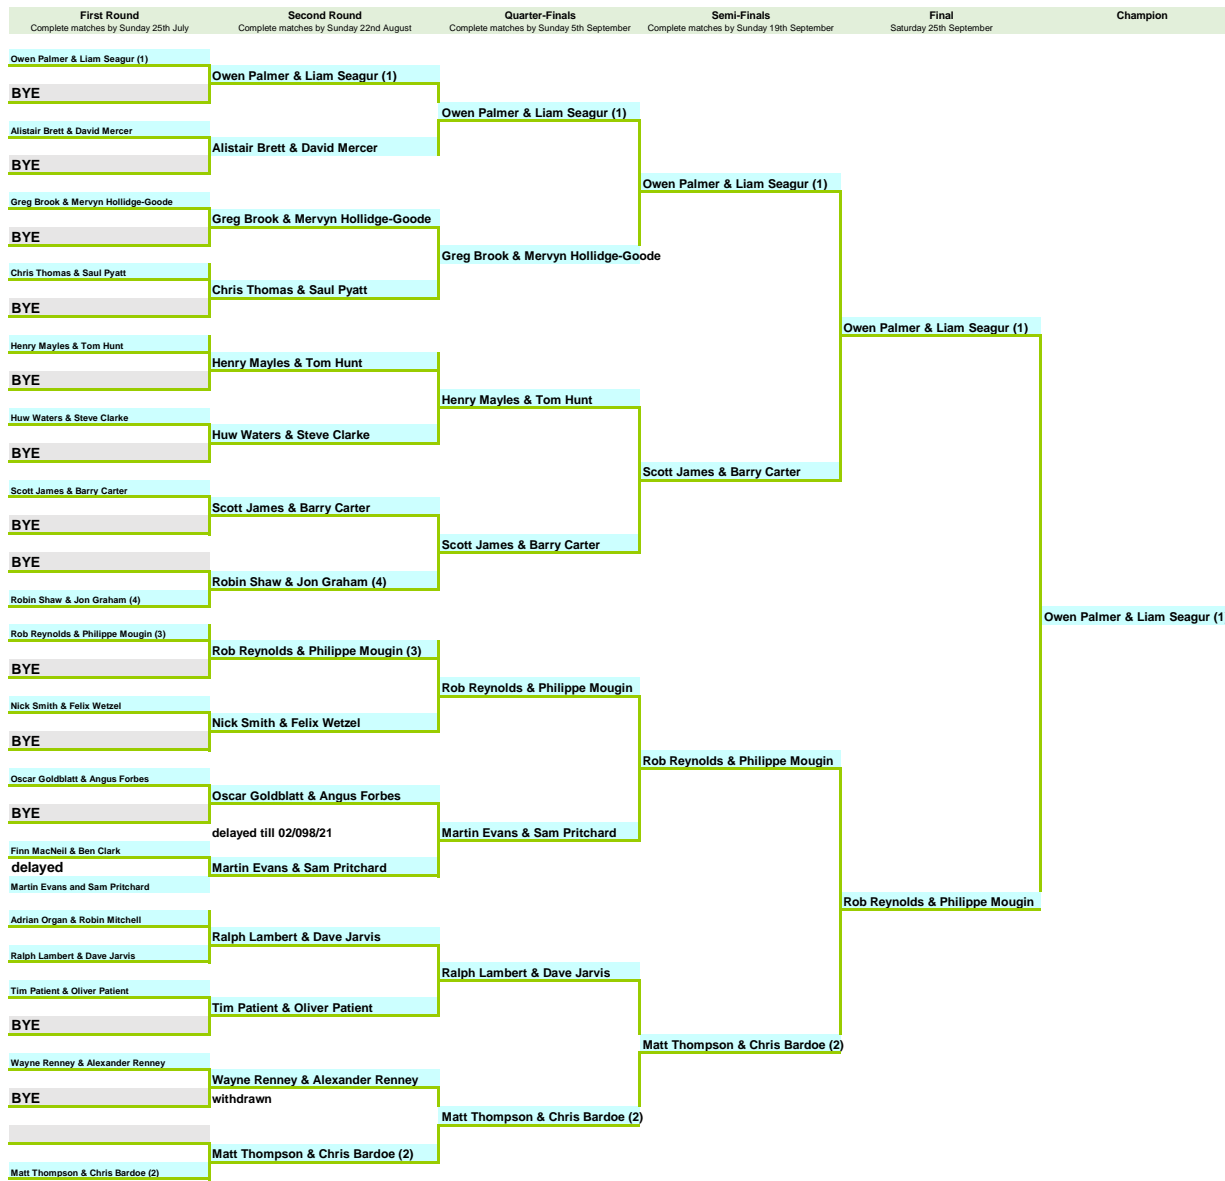 First Round
Complete matches by Sunday 25th July
Second Round
Complete matches by Sunday 22nd August
Quarter-Finals
Complete matches by Sunday 5th September
Semi-Finals
Complete matches by Sunday 19th September
Final
Saturday 25th September
Champion
Owen Palmer & Liam Seagur (1)
BYE
Alistair Brett & David Mercer
BYE
Greg Brook & Mervyn Hollidge-Goode
BYE
Chris Thomas & Saul Pyatt
BYE
Henry Mayles & Tom Hunt
BYE
Huw Waters & Steve Clarke
BYE
Scott James & Barry Carter
BYE
BYE
Robin Shaw & Jon Graham (4)
Rob Reynolds & Philippe Mougin (3)
BYE
Nick Smith & Felix Wetzel
BYE
Oscar Goldblatt & Angus Forbes
BYE
Finn MacNeil & Ben Clark
delayed
Martin Evans and Sam Pritchard
Adrian Organ & Robin Mitchell
Ralph Lambert & Dave Jarvis
Tim Patient & Oliver Patient
BYE
Wayne Renney & Alexander Renney
BYE
Matt Thompson & Chris Bardoe (2)
Owen Palmer & Liam Seagur (1)
Alistair Brett & David Mercer
Greg Brook & Mervyn Hollidge-Goode
Chris Thomas & Saul Pyatt
Henry Mayles & Tom Hunt
Huw Waters & Steve Clarke
Scott James & Barry Carter
Robin Shaw & Jon Graham (4)
Rob Reynolds & Philippe Mougin (3)
Nick Smith & Felix Wetzel
Oscar Goldblatt & Angus Forbes
delayed till 02/098/21
Martin Evans & Sam Pritchard
Ralph Lambert & Dave Jarvis
Tim Patient & Oliver Patient
Wayne Renney & Alexander Renney
withdrawn
Matt Thompson & Chris Bardoe (2)
Owen Palmer & Liam Seagur (1)
Greg Brook & Mervyn Hollidge-Goode
Henry Mayles & Tom Hunt
Scott James & Barry Carter
Rob Reynolds & Philippe Mougin
Martin Evans & Sam Pritchard
Ralph Lambert & Dave Jarvis
Matt Thompson & Chris Bardoe (2)
Owen Palmer & Liam Seagur (1)
Scott James & Barry Carter
Rob Reynolds & Philippe Mougin
Matt Thompson & Chris Bardoe (2)
Owen Palmer & Liam Seagur (1)
Rob Reynolds & Philippe Mougin
Owen Palmer & Liam Seagur (1